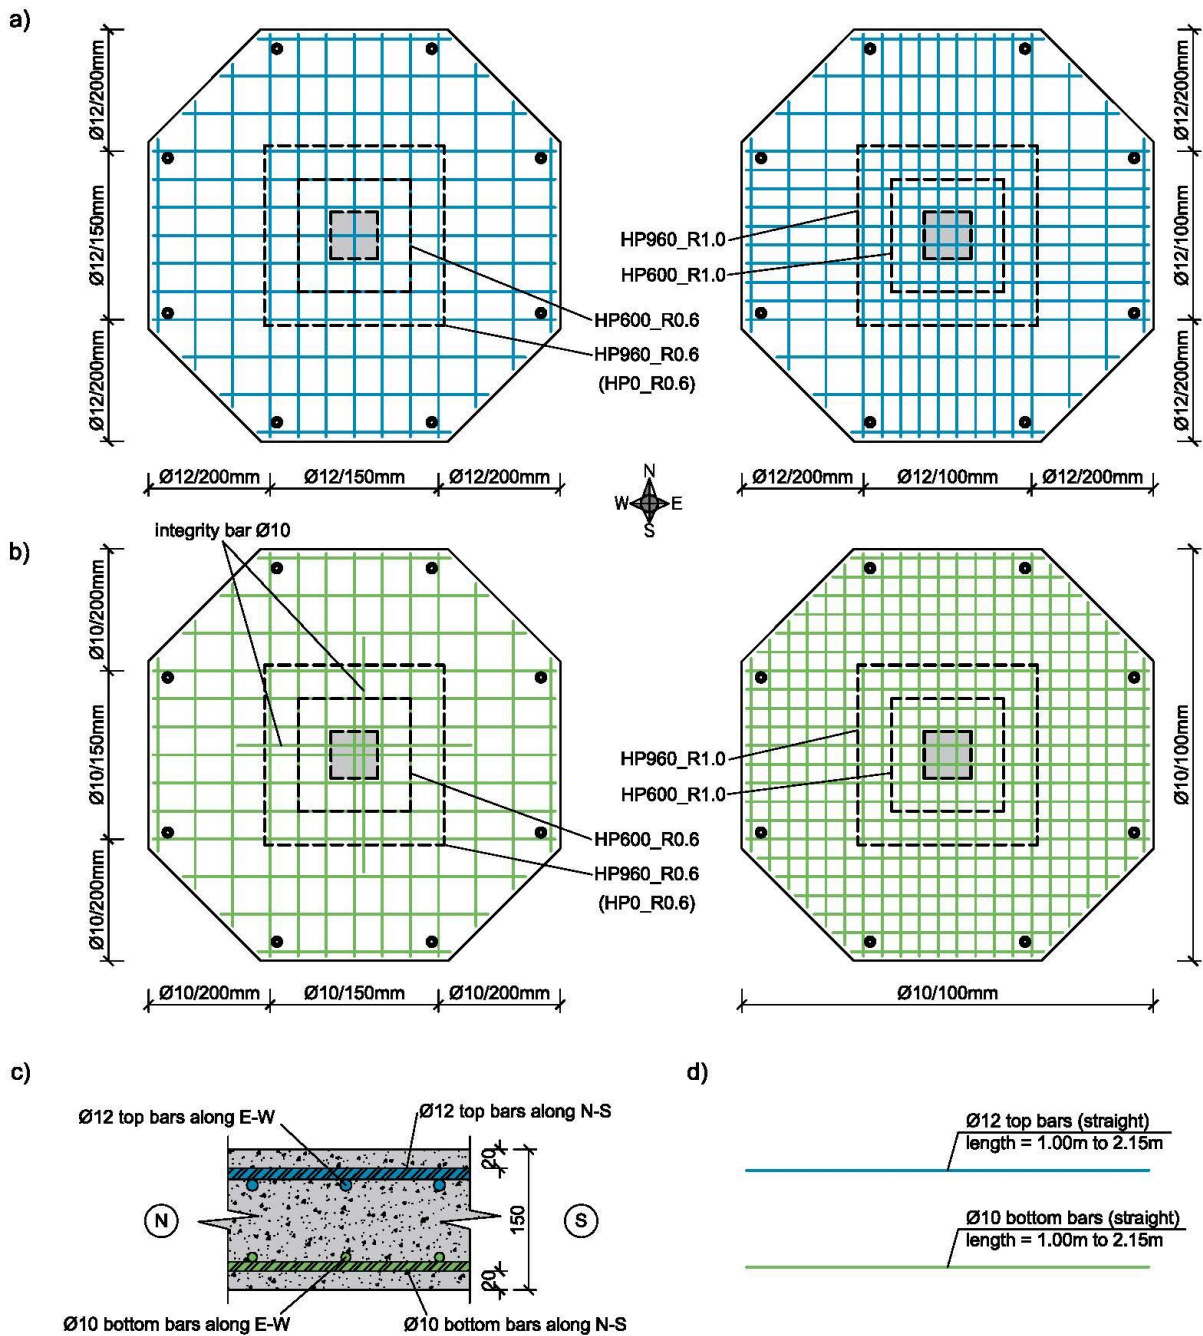 a)
Ø12/200mm
Ø12/150mm
Ø12/200mm
HP600_R0.6
HP960_R0.6
(HP0_R0.6)
HP960_R1.0
HP600_R1.0
Ø12/200mm
Ø12/100mm
Ø12/200mm
Ø12/200mm Ø12/150mm Ø12/200mm
Ø12/200mm Ø12/100mm Ø12/200mm
N
W E
S
b)
integrity bar Ø10
Ø10/200mm
Ø10/150mm
Ø10/200mm
HP960_R1.0
HP600_R1.0
HP600_R0.6
HP960_R0.6
(HP0_R0.6)
Ø10/100mm
Ø10/200mm Ø10/150mm Ø10/200mm
Ø10/100mm
c)
Ø12 top bars along E-W
Ø12 top bars along N-S
20
150
20
N
S
Ø10 bottom bars along E-W
Ø10 bottom bars along N-S
d)
Ø12 top bars (straight)
length = 1.00m to 2.15m
Ø10 bottom bars (straight)
length = 1.00m to 2.15m